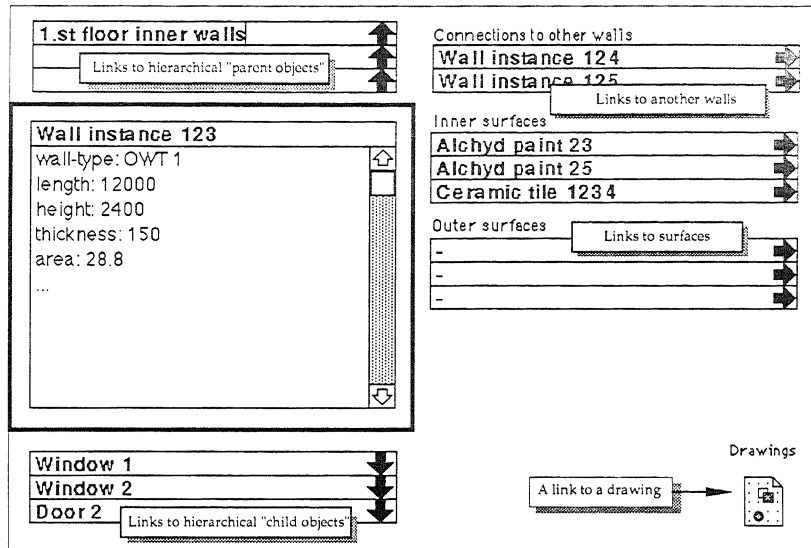 1.st floor inner walls
Links to hierarchical "parent objects"
Wall instance 123
wall-type: OWT 1
length: 12000
height: 2400
thickness: 150
area: 28.8
...
Window 1
Window 2
Door 2
Links to hierarchical "child objects"
Connections to other walls
Wall instance 124
Wall instance 125
Links to another walls
Inner surfaces
Alchyd paint 23
Alchyd paint 25
Ceramic tile 1234
Outer surfaces
Links to surfaces
-
-
-
Drawings
A link to a drawing